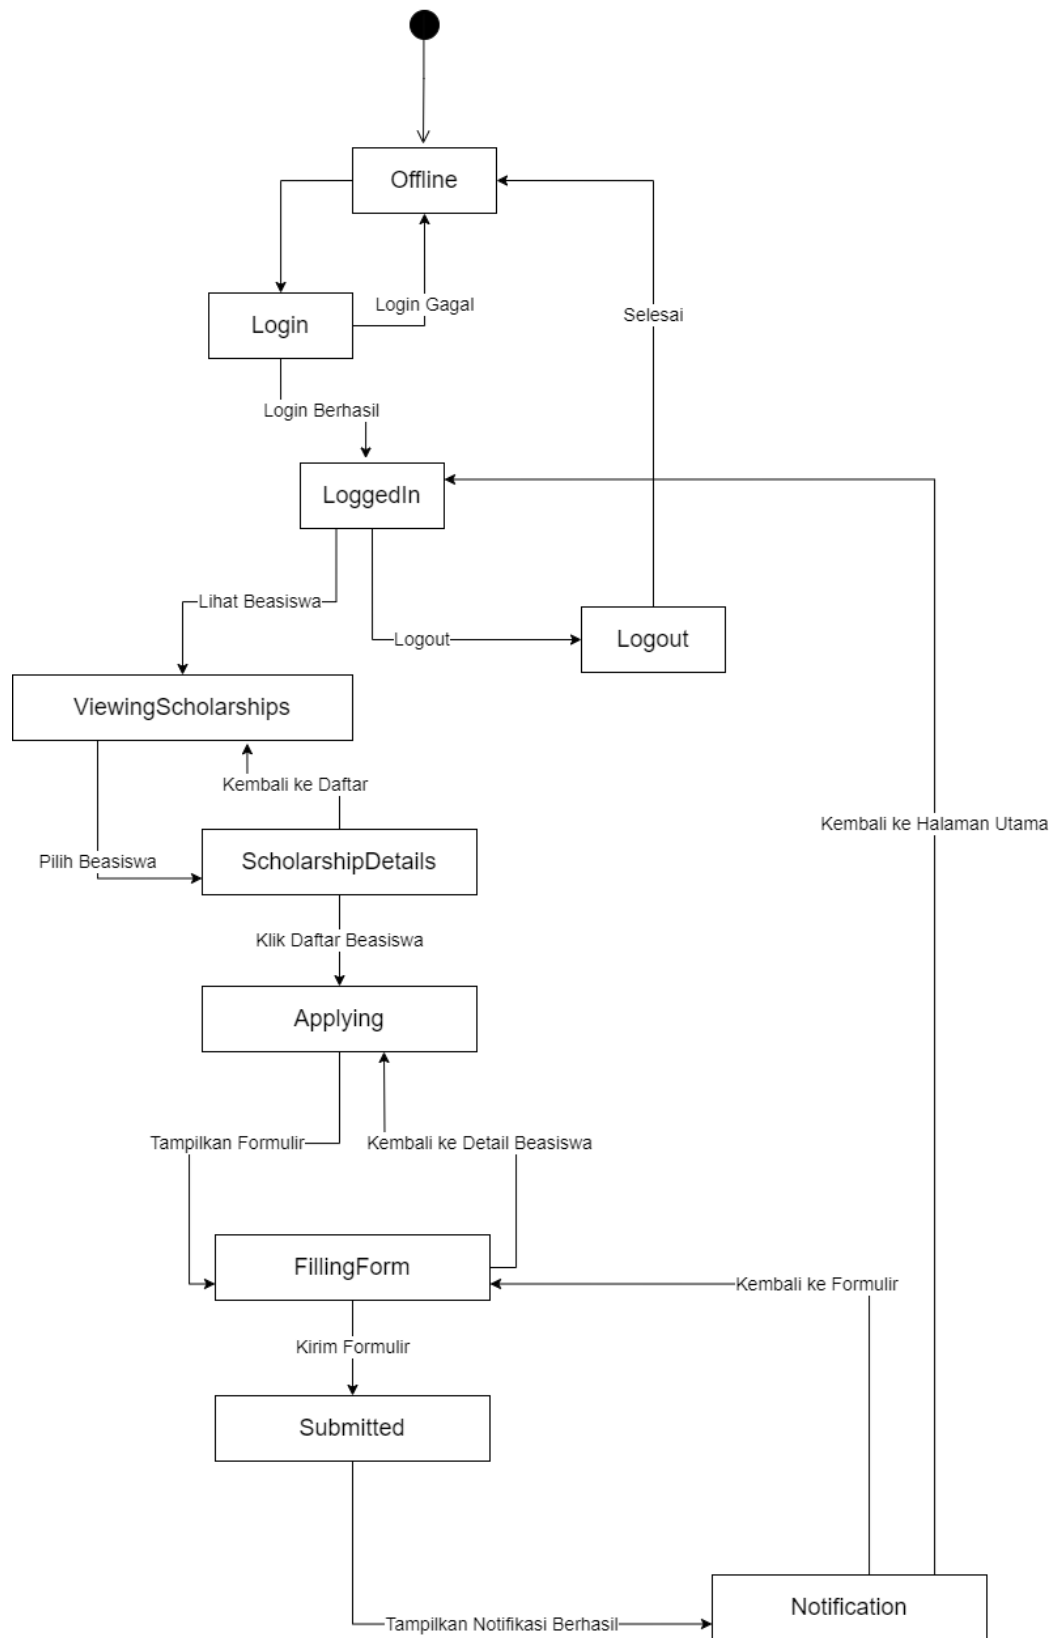 Offline
Login Gagal
Login
Selesai
Login Berhasil
LoggedIn
Lihat Beasiswa
Logout
Logout
ViewingScholarships
Kembali ke Daftar
Kembali ke Halaman Utama
Pilih Beasiswa
ScholarshipDetails
Klik Daftar Beasiswa
Applying
Tampilkan Formulir
Kembali ke Detail Beasiswa
FillingForm
Kembali ke Formulir
Kirim Formulir
Submitted
Notification
Tampilkan Notifikasi Berhasil